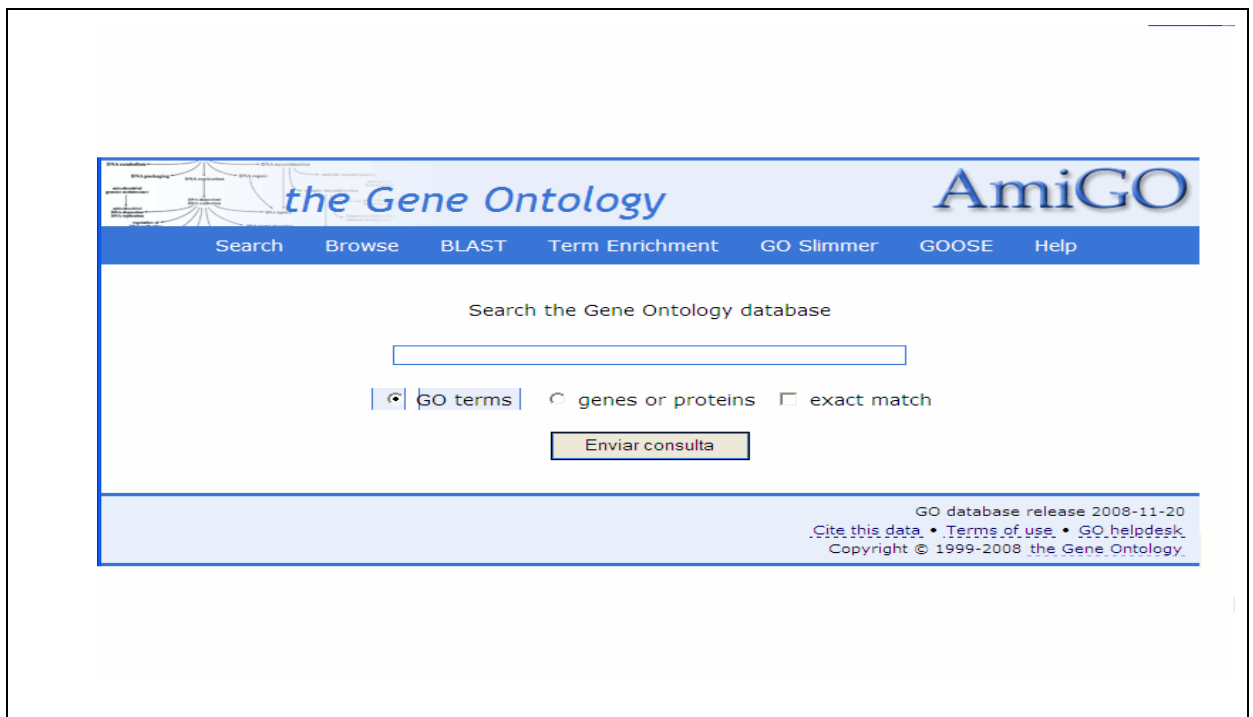 the Gene Ontology
AmiGO
Search Browse BLAST Term Enrichment GO Slimmer GOOSE Help
Search the Gene Ontology database
GO terms genes or proteins exact match
Enviar consulta
GO database release 2008-11-20
Cite this data • Terms of use • GO helpdesk
Copyright © 1999-2008 the Gene Ontology